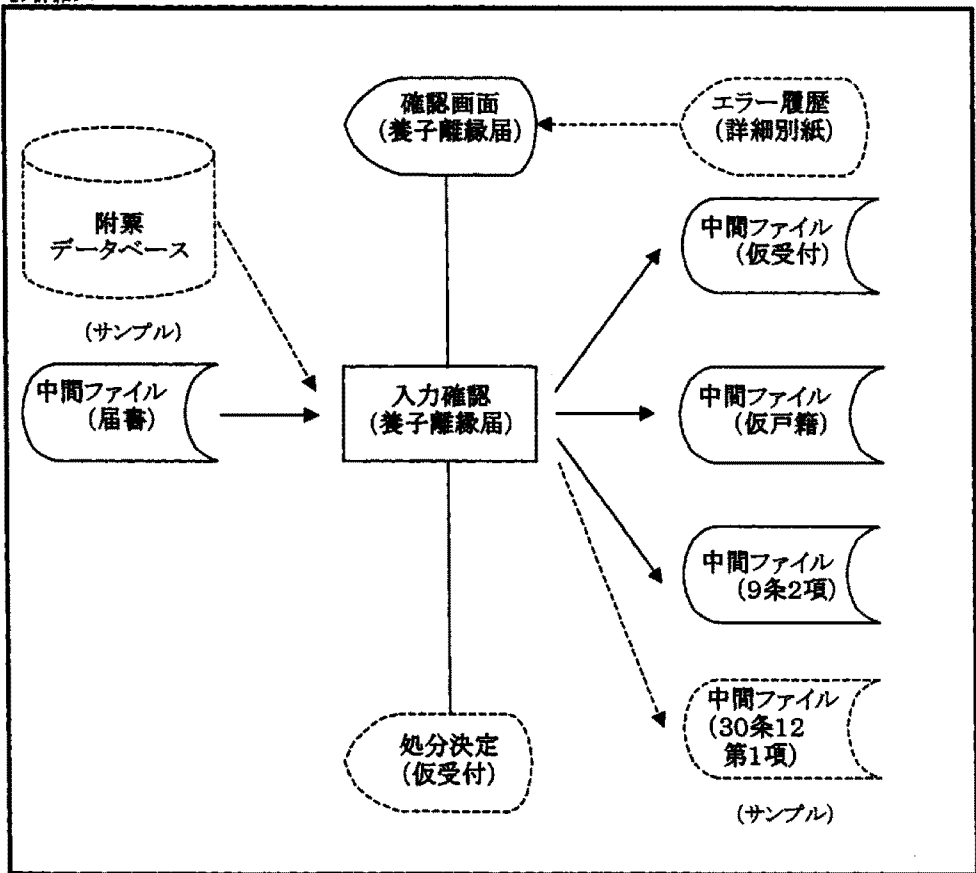 確認画面
(養子離縁届)
エラー履歴
(詳細別紙)
附票
データベース
(サンプル)
中間ファイル
(仮受付)
中間ファイル
(届書)
入力確認
(養子離縁届)
中間ファイル
(仮戸籍)
中間ファイル
(9条2項)
処分決定
(仮受付)
中間ファイル
(30条12
第1項)
(サンプル)